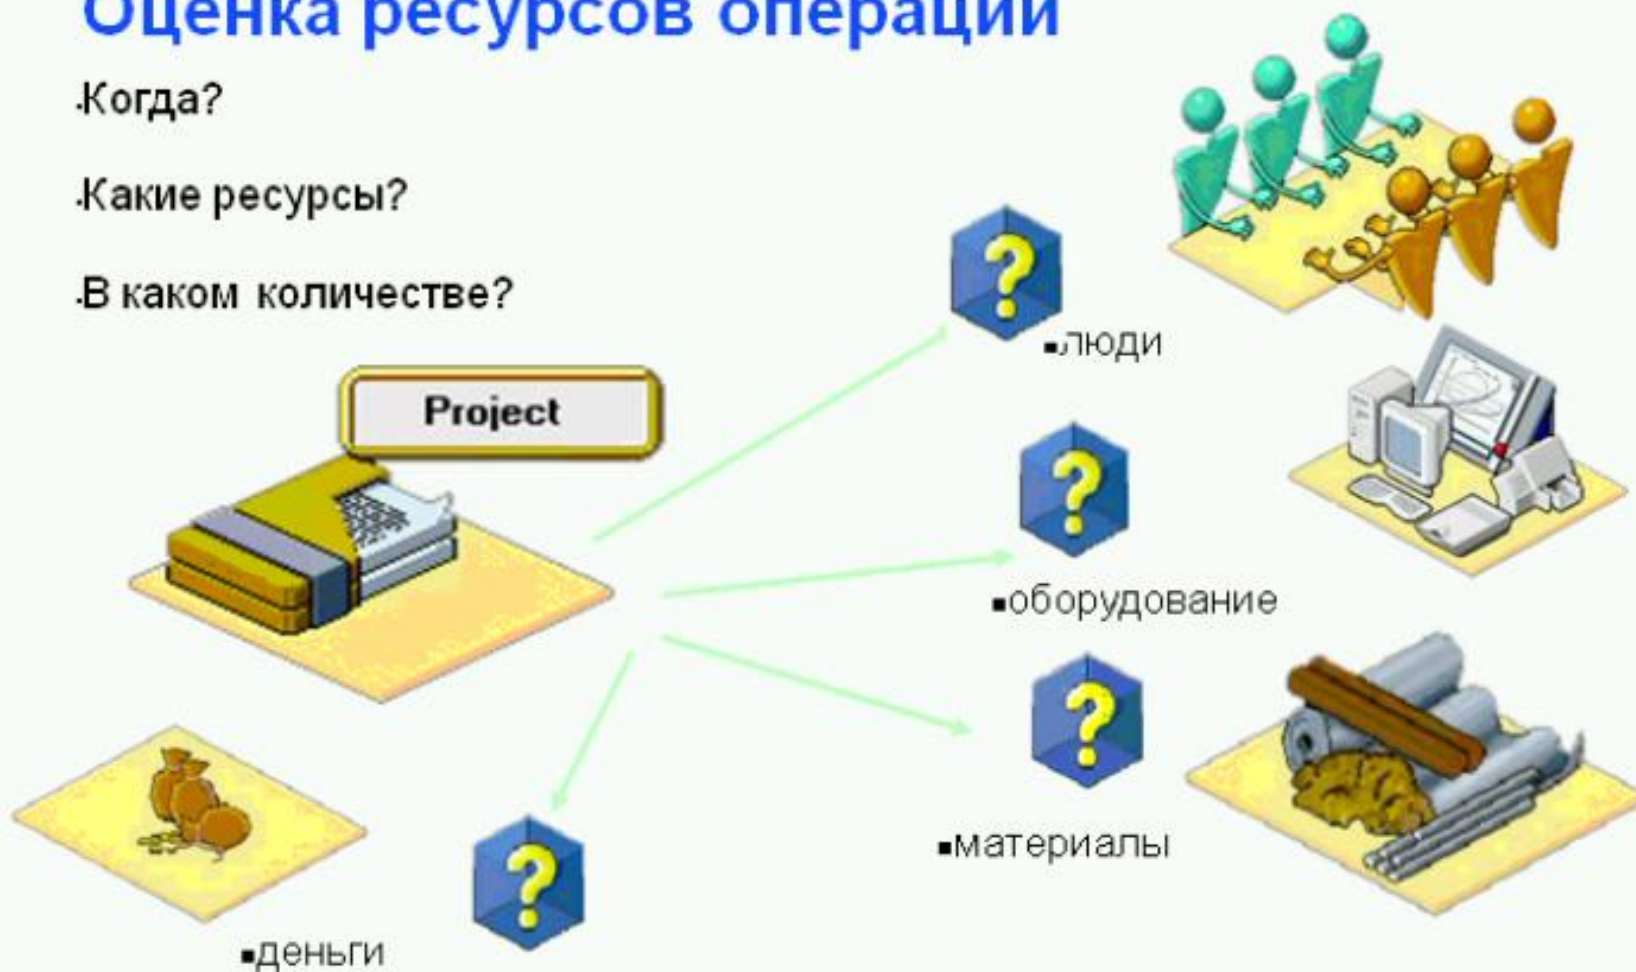 Оценка ресурсов операции
.Когда?
.Какие ресурсы?
.В каком количестве?
Project
▪люди
▪оборудование
▪материалы
▪деньги